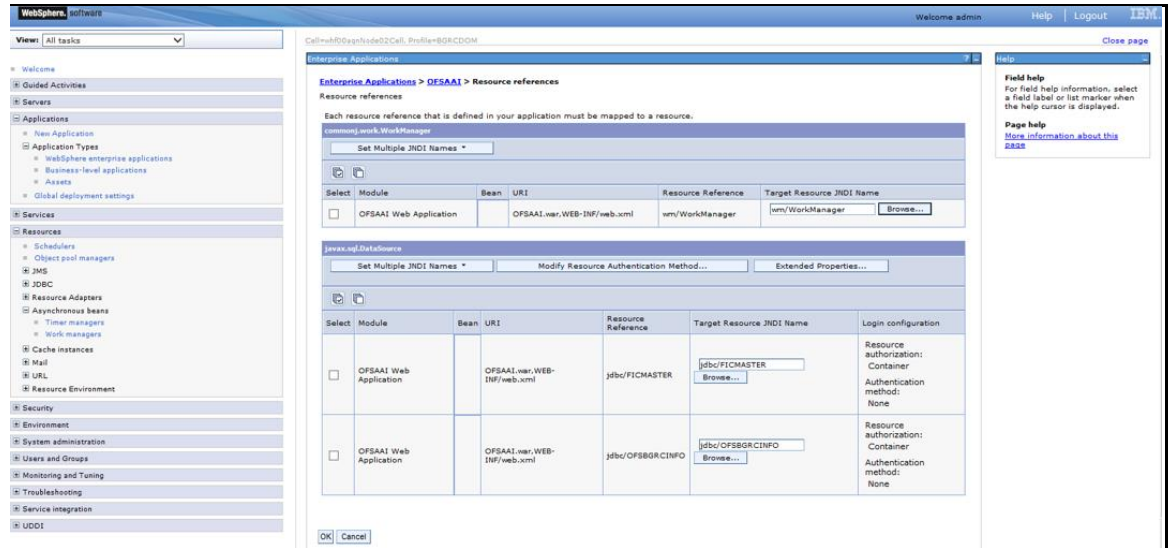 WebSphere. software
Welcome admin
Help | Logout
IBM.
View: All tasks
Cell=whf00aqnNode02Cell, Profile=BGRCDOM
Close page
Welcome
Guided Activities
Servers
Applications
New Application
Application Types
WebSphere enterprise applications
Business-level applications
Assets
Global deployment settings
Services
Resources
Schedulers
Object pool managers
JMS
JDBC
Resource Adapters
Asynchronous beans
Timer managers
Work managers
Cache instances
Mail
URL
Resource Environment
Security
Environment
System administration
Users and Groups
Monitoring and Tuning
Troubleshooting
Service integration
UDDI
Enterprise Applications ? -
Enterprise Applications > OFSAAI > Resource references
Resource references
Each resource reference that is defined in your application must be mapped to a resource.
commonj.work.WorkManager
Set Multiple JNDI Names
Select Module Bean URI Resource Reference Target Resource JNDI Name
OFSAAI Web Application OFSAAI.war,WEB-INF/web.xml wm/WorkManager wm/WorkManager Browse...
javax.sql.DataSource
Set Multiple JNDI Names Modify Resource Authentication Method... Extended Properties...
Select Module Bean URI Resource Reference Target Resource JNDI Name Login configuration
OFSAAI Web Application OFSAAI.war,WEB-INF/web.xml jdbc/FICMASTER jdbc/FICMASTER Browse...
Resource authorization:
Container
Authentication method:
None
OFSAAI Web Application OFSAAI.war,WEB-INF/web.xml jdbc/OFSBGRCINFO jdbc/OFSBGRCINFO Browse...
Resource authorization:
Container
Authentication method:
None
OK Cancel
Help -
Field help
For field help information, select
a field label or list marker when
the help cursor is displayed.
Page help
More information about this
page